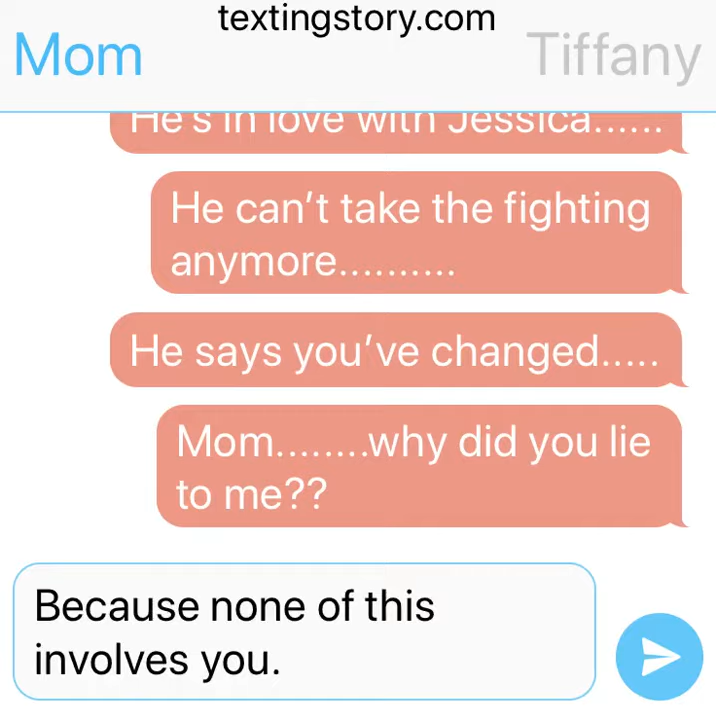 textingstory.com
Mom
Tiffany
He's in love with Jessica......
He can't take the fighting
anymore..........
He says you've changed.....
Mom........why did you lie
to me??
Because none of this
involves you.